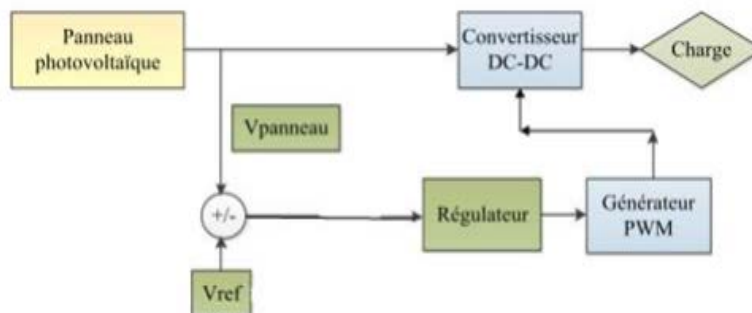 Panneau
photovoltaïque
Convertisseur
DC-DC
Charge
Vpanneau
+/-
Régulateur
Générateur
PWM
Vref